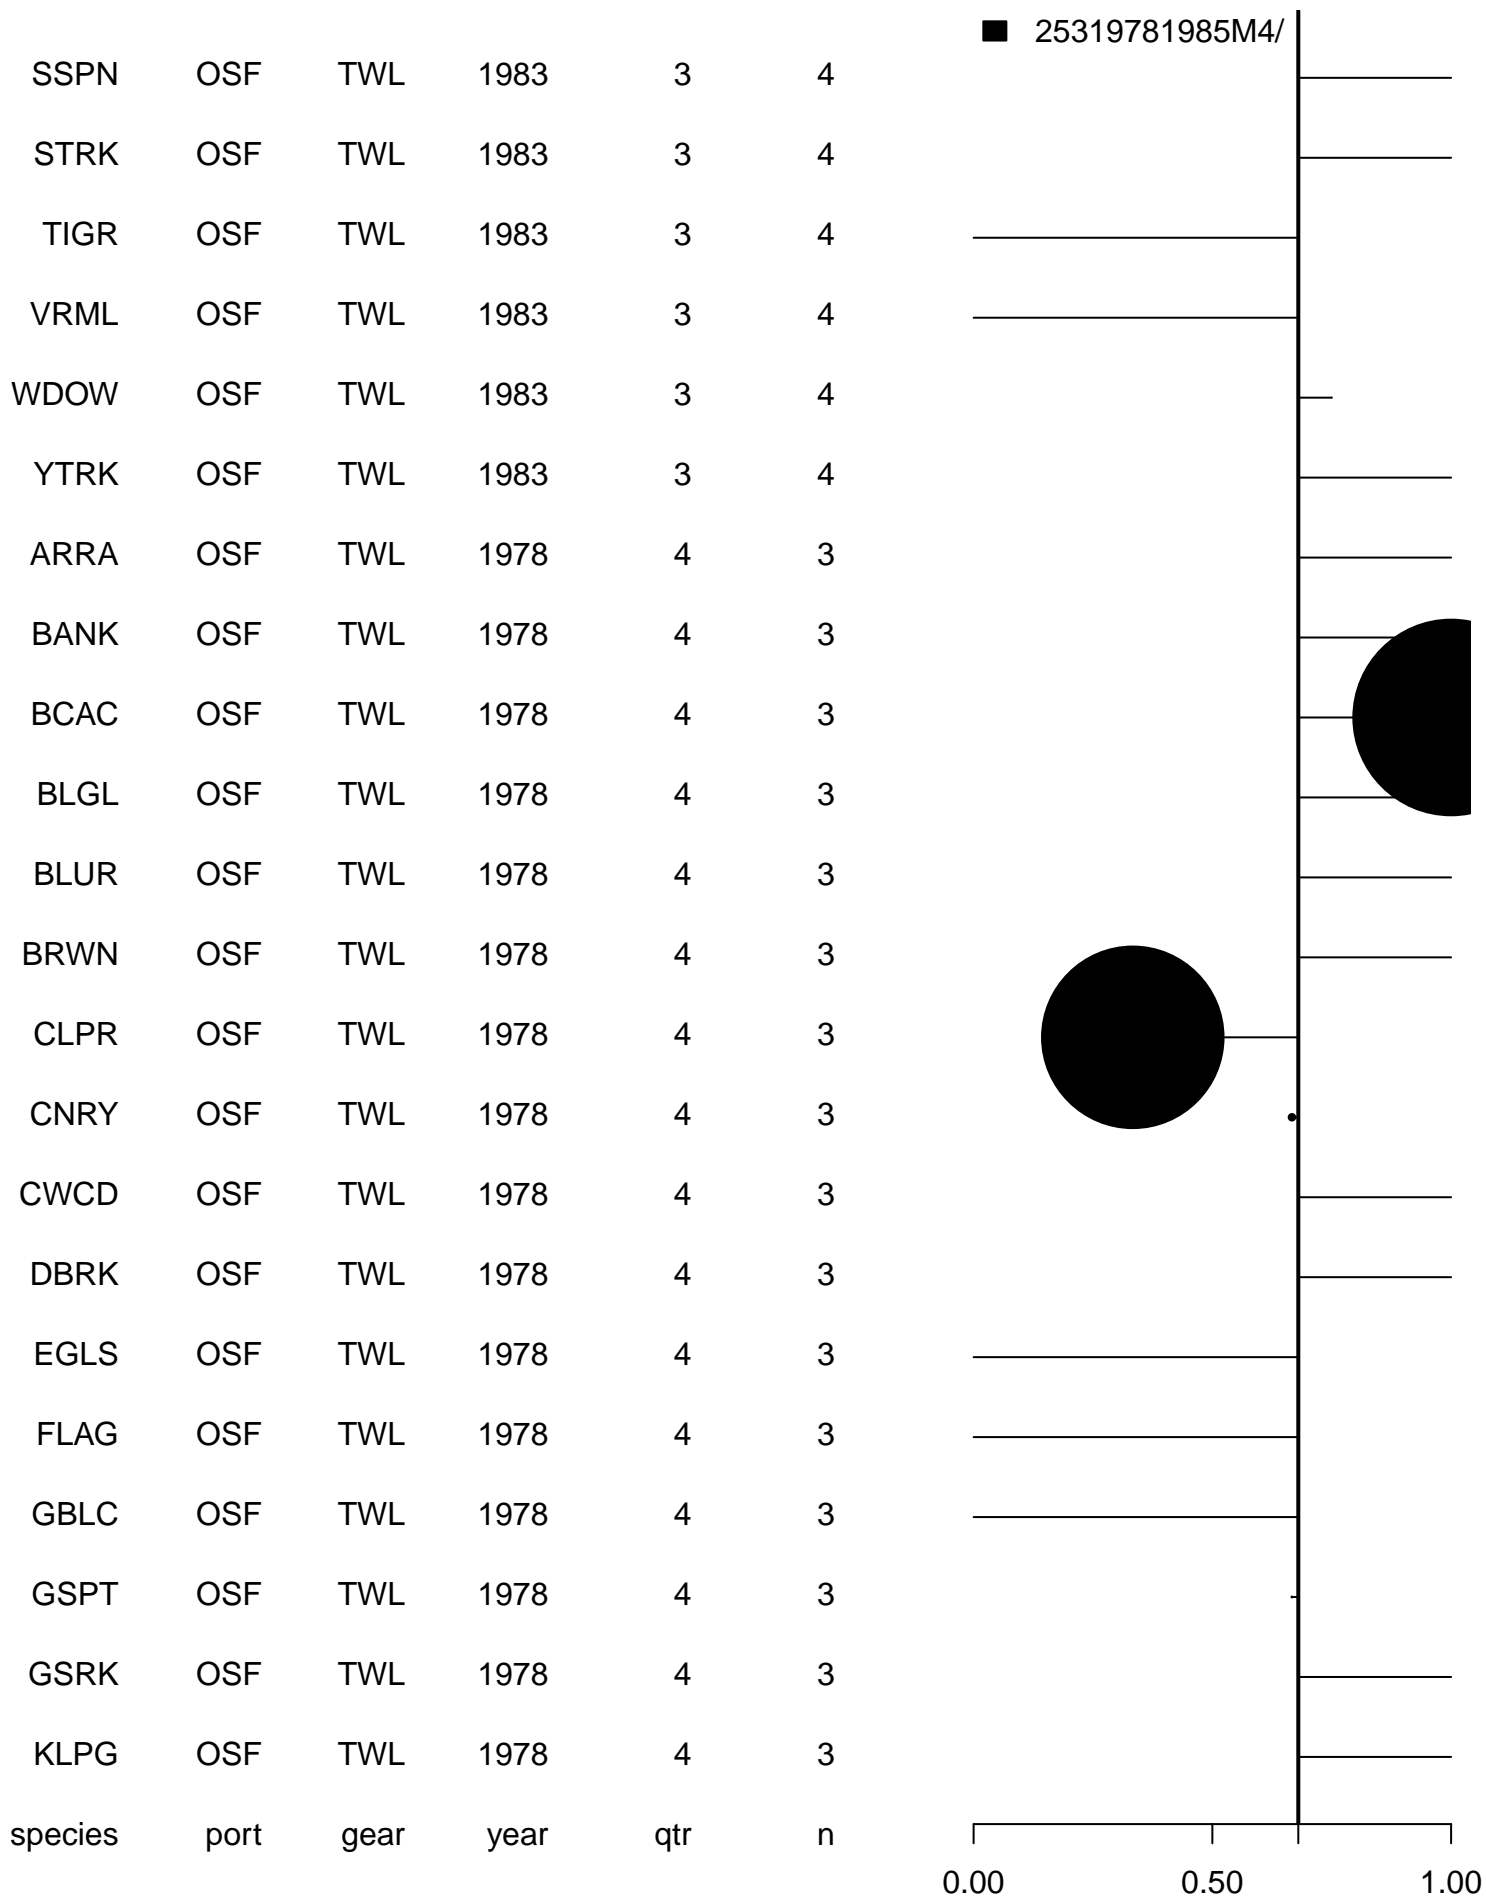 25319781985M4/
SSPN OSF TWL 1983 3 4
STRK OSF TWL 1983 3 4
TIGR OSF TWL 1983 3 4
VRML OSF TWL 1983 3 4
WDOW OSF TWL 1983 3 4
YTRK OSF TWL 1983 3 4
ARRA OSF TWL 1978 4 3
BANK OSF TWL 1978 4 3
BCAC OSF TWL 1978 4 3
BLGL OSF TWL 1978 4 3
BLUR OSF TWL 1978 4 3
BRWN OSF TWL 1978 4 3
CLPR OSF TWL 1978 4 3
CNRY OSF TWL 1978 4 3
CWCD OSF TWL 1978 4 3
DBRK OSF TWL 1978 4 3
EGLS OSF TWL 1978 4 3
FLAG OSF TWL 1978 4 3
GBLC OSF TWL 1978 4 3
GSPT OSF TWL 1978 4 3
GSRK OSF TWL 1978 4 3
KLPG OSF TWL 1978 4 3
species port gear year qtr n
0.00 0.50 1.00